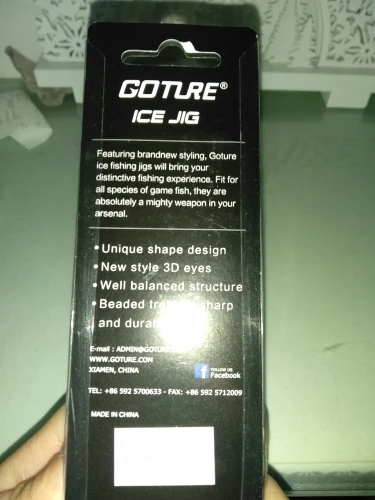 GOTURE®
ICE JIG
Featuring brandnew styling, Goture
ice fishing jigs will bring your
distinctive fishing experience. Fit for
all species of game fish, they are
absolutely a mighty weapon in your
arsenal.
• Unique shape design
• New style 3D eyes
• Well balanced structure
• Beaded sharp
and
E-mail : ADMIN@GOTURE
WWW.GOTURE.COM
XIAMEN, CHINA
f FOLLOW US
Facebook
TEL: +86 592 5700633 - FAX: +86 592 5712009
MADE IN CHINA